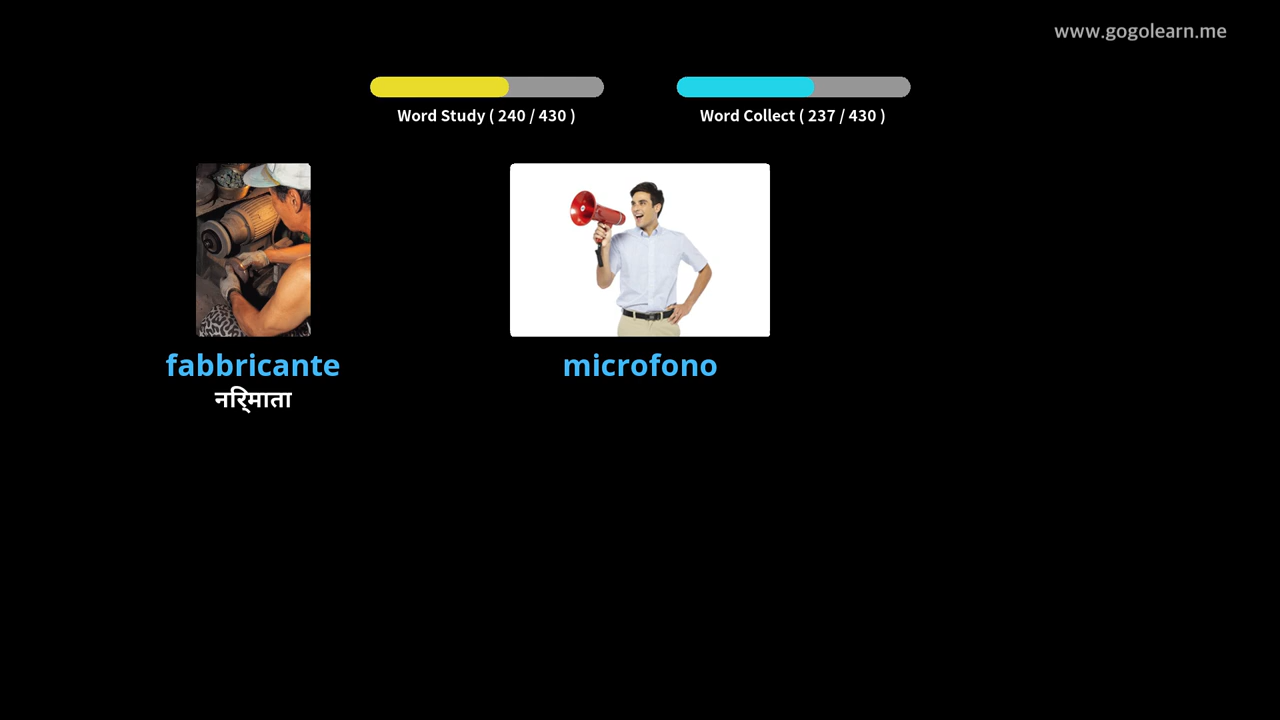 www.gogolearn.me
Word Study ( 240 / 430 )
Word Collect ( 237 / 430 )
fabbricante
नरि्माता
microfono